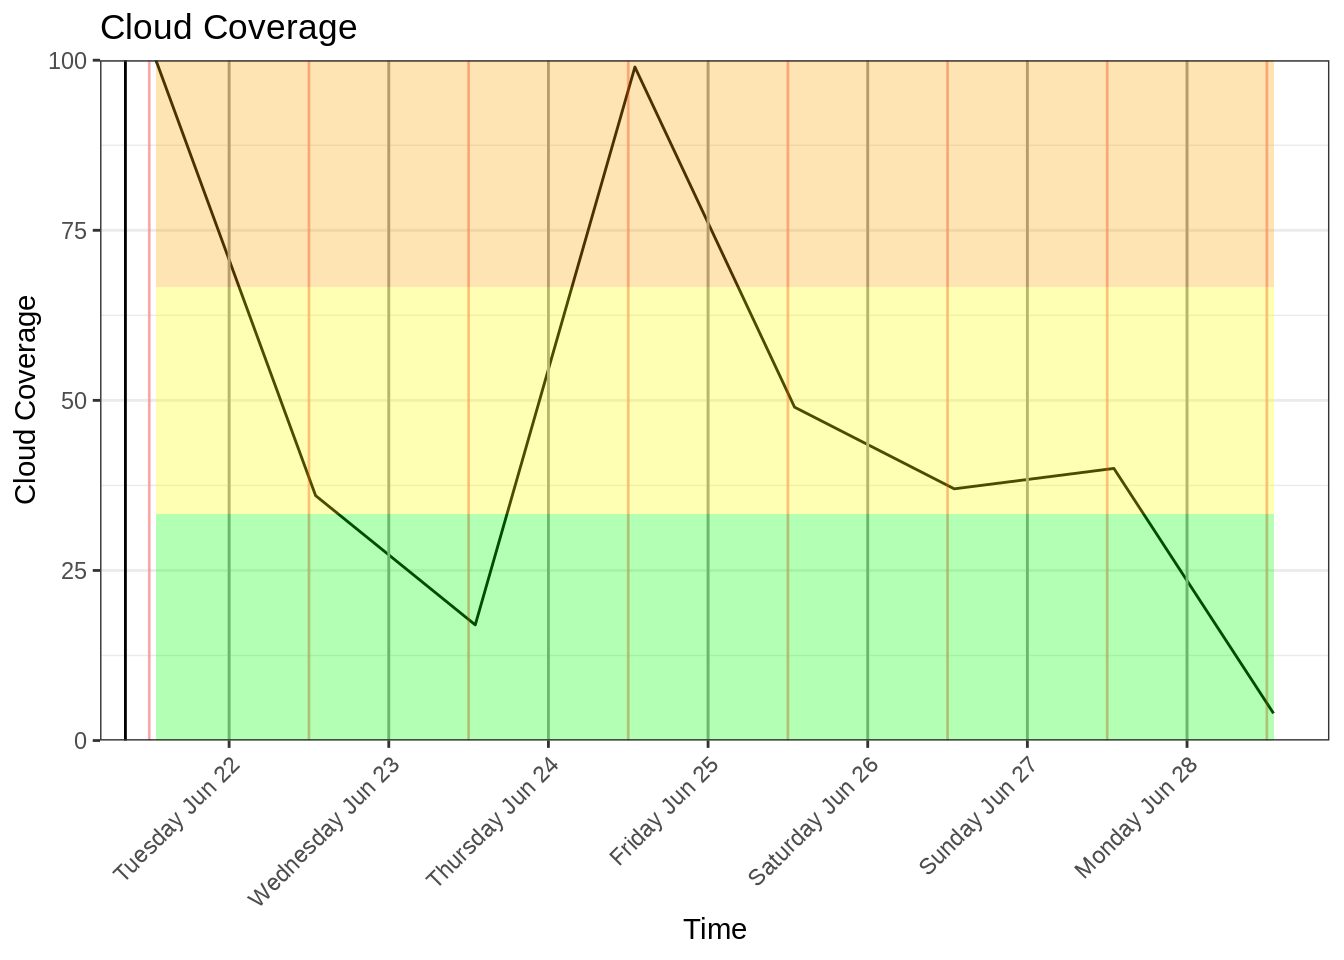 Cloud Coverage
100
75
50
25
0
Cloud Coverage
Tuesday Jun 22
Wednesday Jun 23
Thursday Jun 24
Friday Jun 25
Saturday Jun 26
Sunday Jun 27
Monday Jun 28
Time